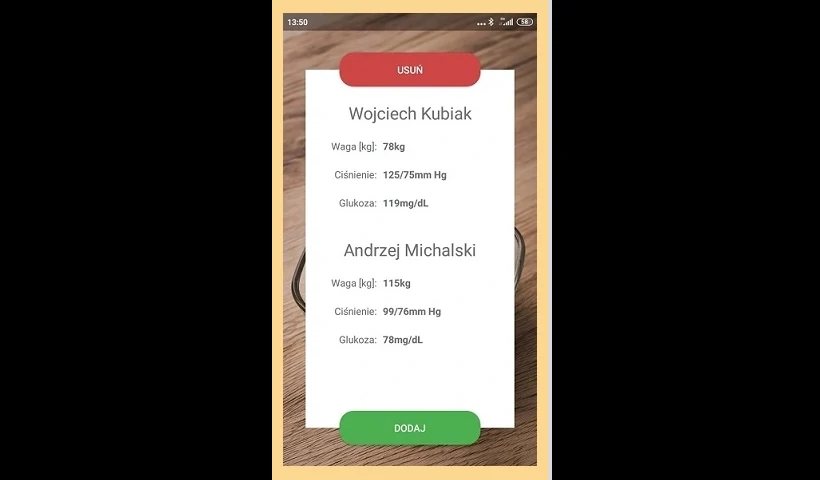 13:50
58
USUŃ
Wojciech Kubiak
Waga [kg]: 78kg
Ciśnienie: 125/75mm Hg
Glukoza: 119mg/dL
Andrzej Michalski
Waga [kg]: 115kg
Ciśnienie: 99/76mm Hg
Glukoza: 78mg/dL
DODAJ